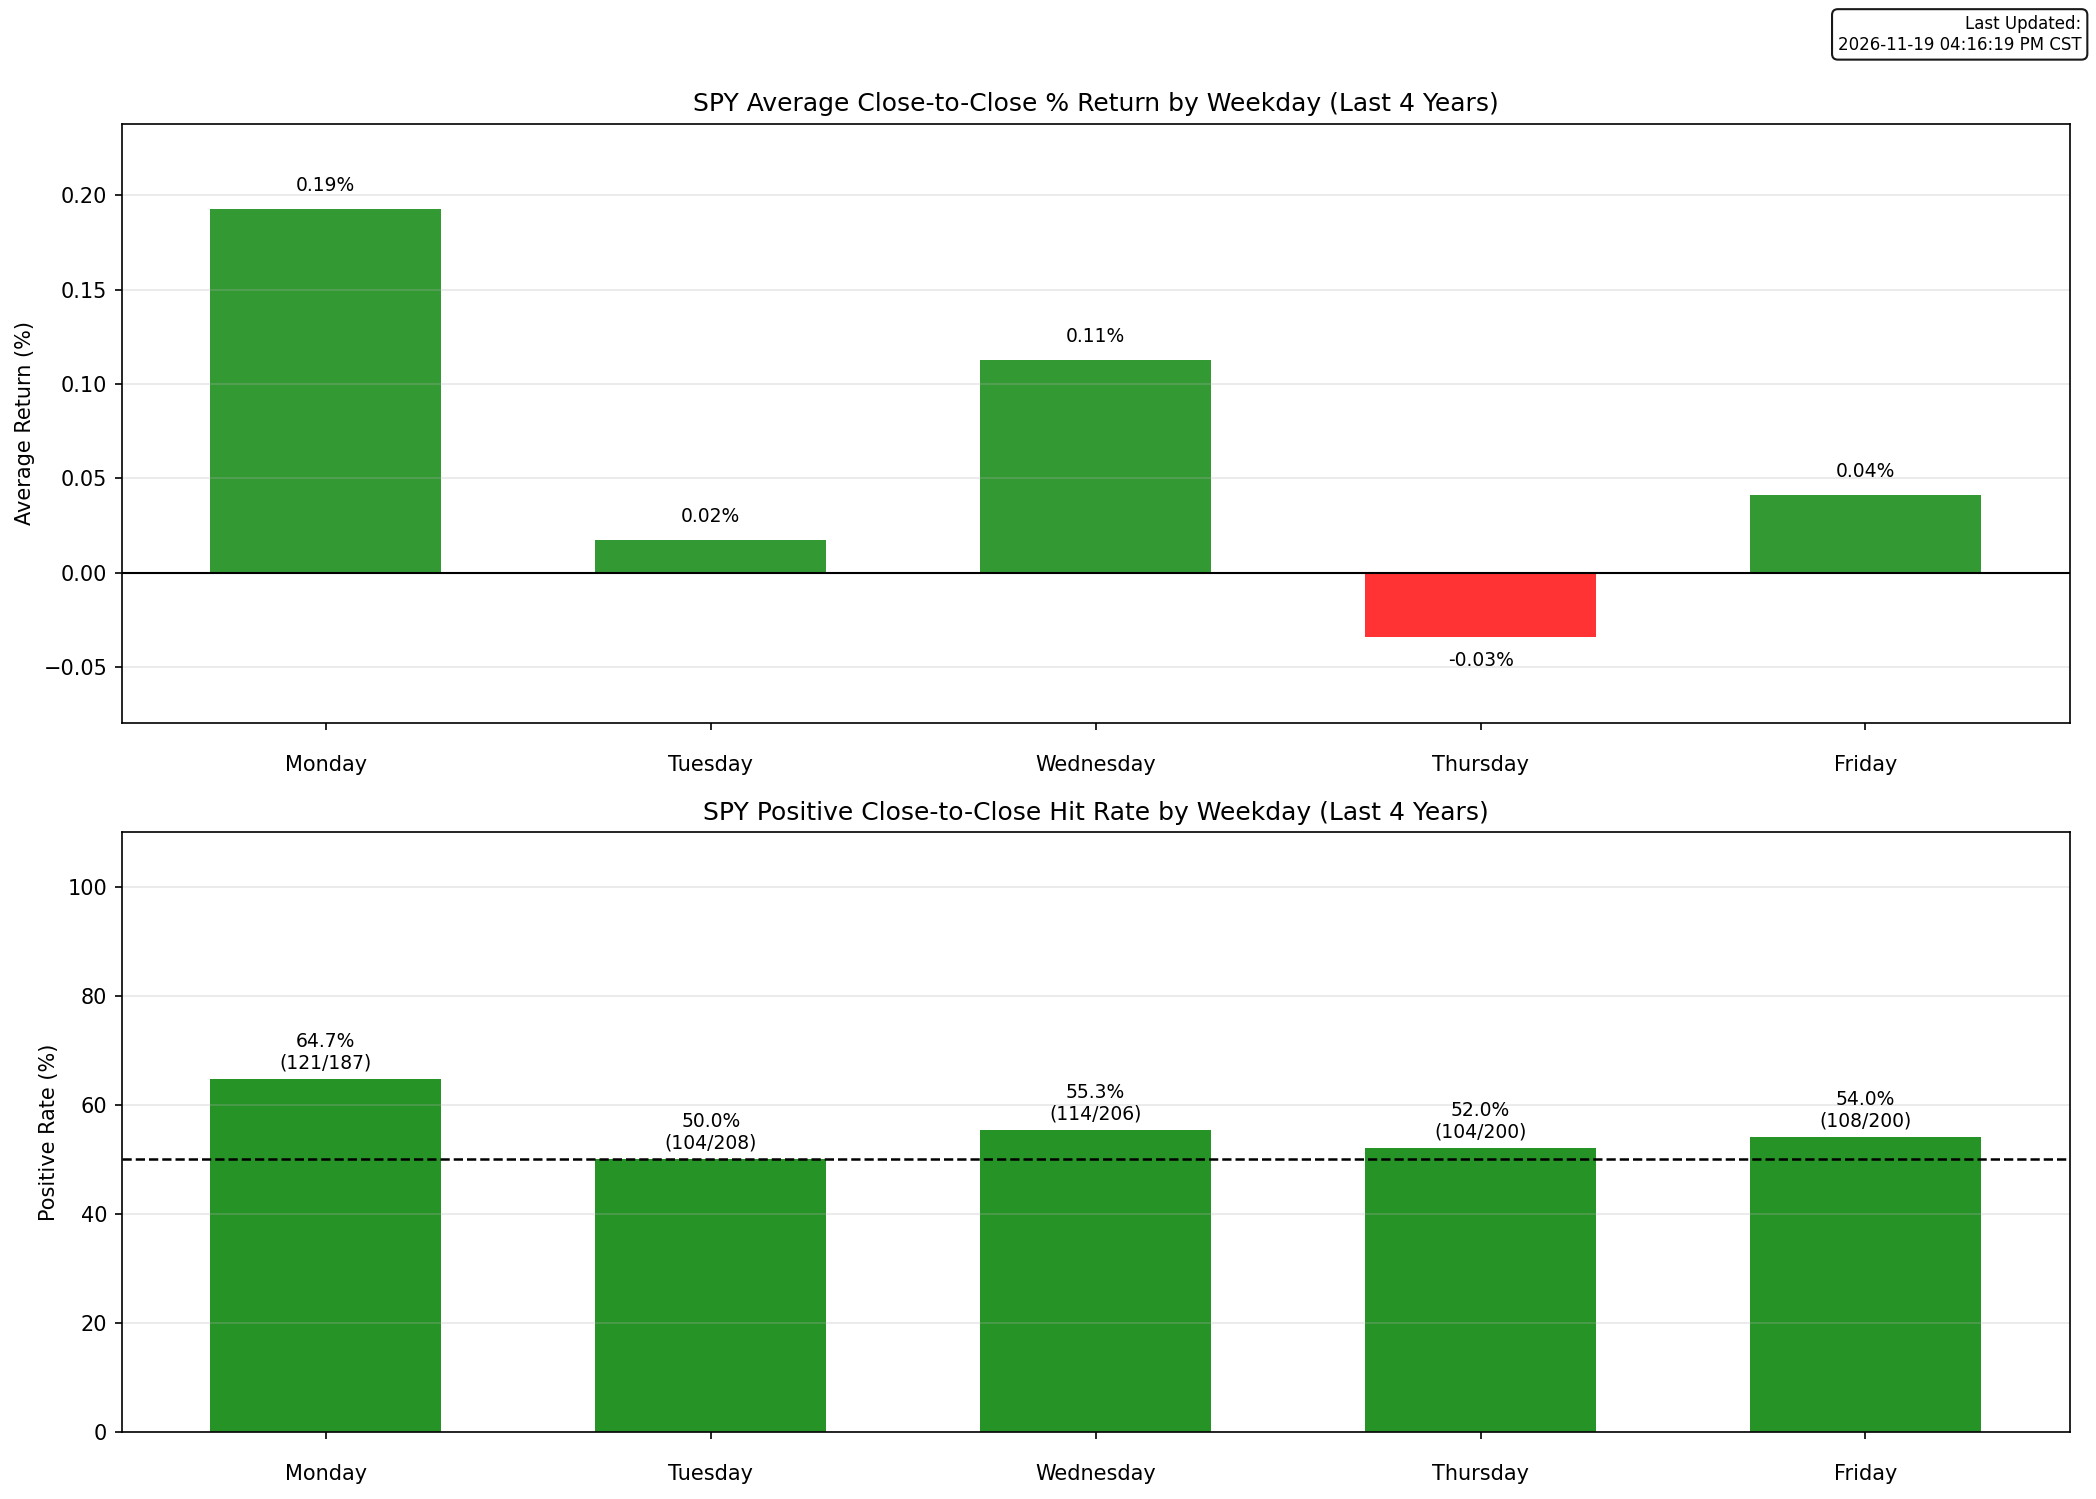 Last Updated:
2026-11-19 04:16:19 PM CST
SPY Average Close-to-Close % Return by Weekday (Last 4 Years)
Average Return (%)
0.20
0.15
0.10
0.05
0.00
−0.05
0.19%
0.02%
0.11%
-0.03%
0.04%
Monday
Tuesday
Wednesday
Thursday
Friday
SPY Positive Close-to-Close Hit Rate by Weekday (Last 4 Years)
Positive Rate (%)
100
80
60
40
20
0
64.7%
(121/187)
50.0%
(104/208)
55.3%
(114/206)
52.0%
(104/200)
54.0%
(108/200)
Monday
Tuesday
Wednesday
Thursday
Friday